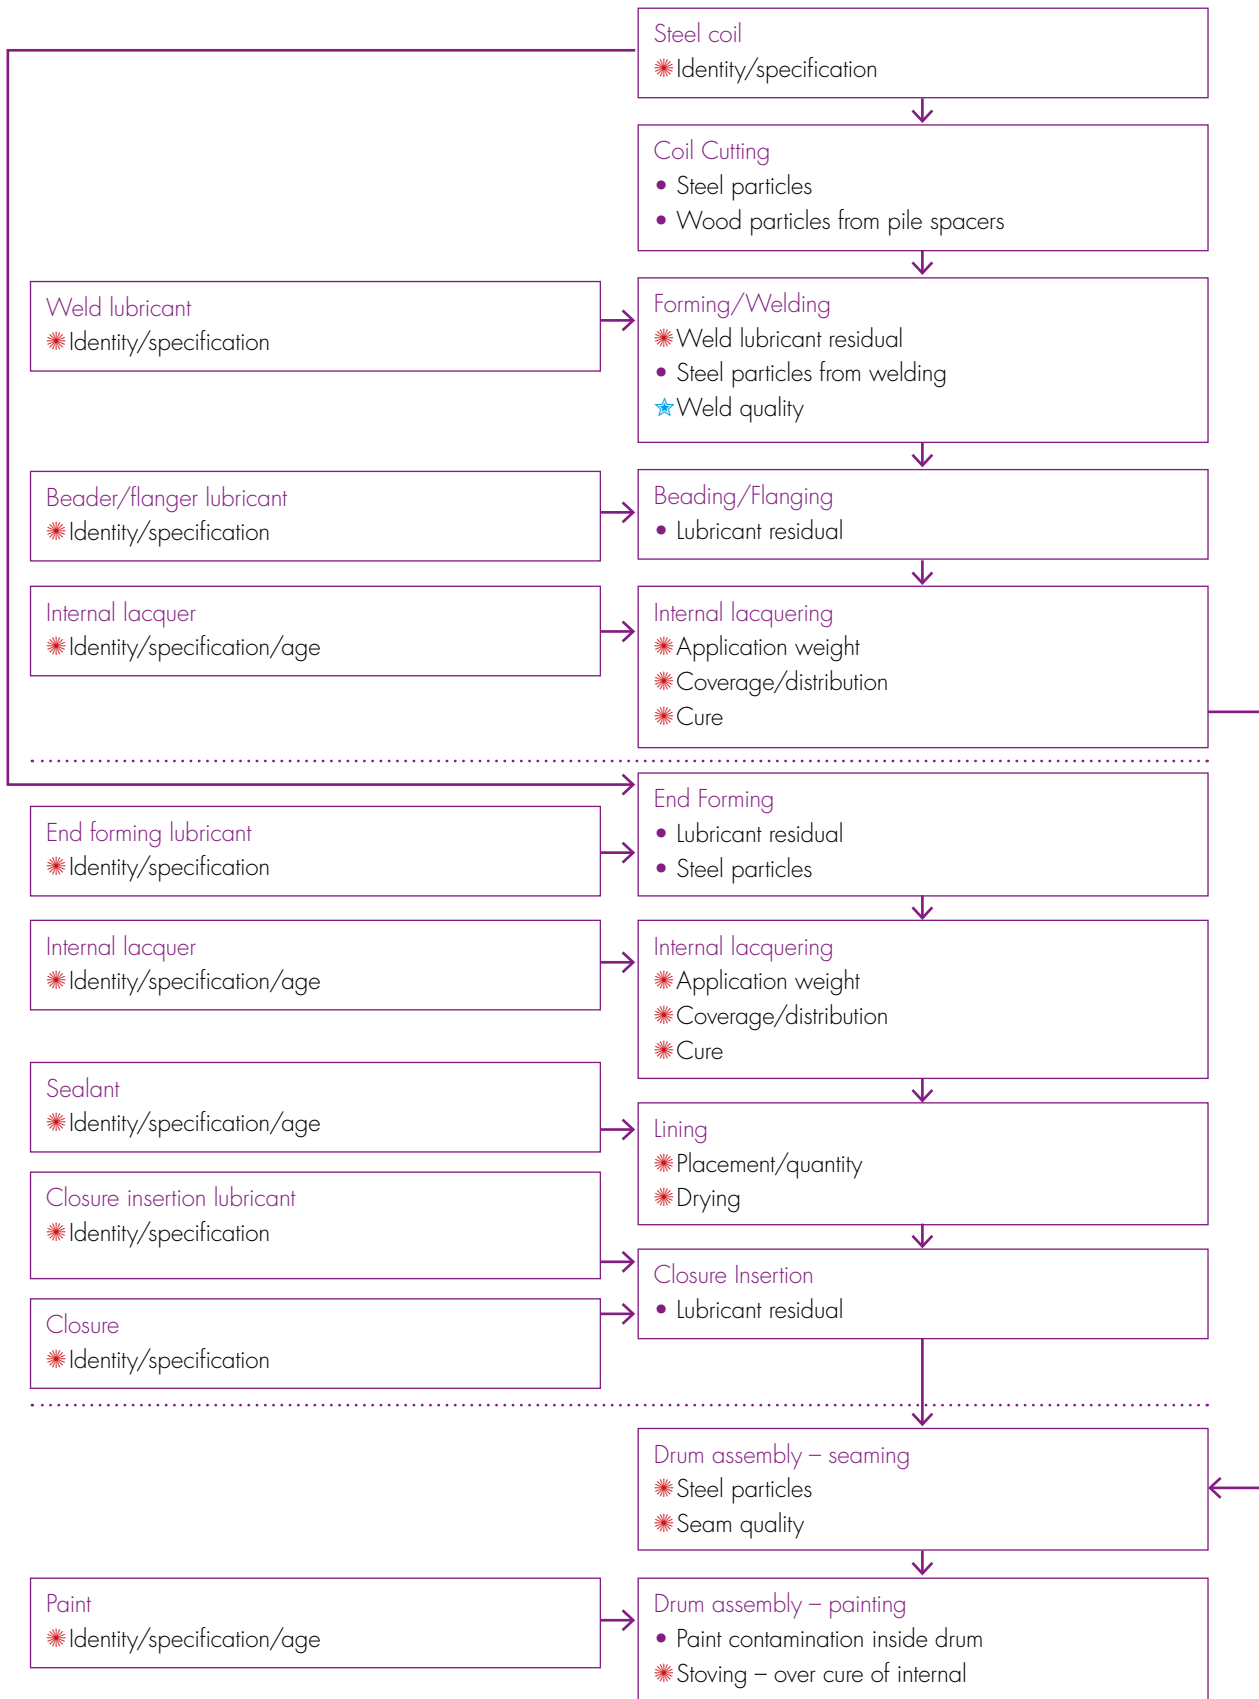 Steel coil
Identity/specification
Coil Cutting
• Steel particles
• Wood particles from pile spacers
Weld lubricant
Identity/specification
Forming/Welding
Weld lubricant residual
• Steel particles from welding
Weld quality
Beader/flanger lubricant
Identity/specification
Beading/Flanging
• Lubricant residual
Internal lacquer
Identity/specification/age
Internal lacquering
Application weight
Coverage/distribution
Cure
End Forming
• Lubricant residual
• Steel particles
End forming lubricant
Identity/specification
Internal lacquer
Identity/specification/age
Internal lacquering
Application weight
Coverage/distribution
Cure
Sealant
Identity/specification/age
Lining
Placement/quantity
Drying
Closure insertion lubricant
Identity/specification
Closure Insertion
• Lubricant residual
Closure
Identity/specification
Drum assembly – seaming
Steel particles
Seam quality
Paint
Identity/specification/age
Drum assembly – painting
• Paint contamination inside drum
Stoving – over cure of internal